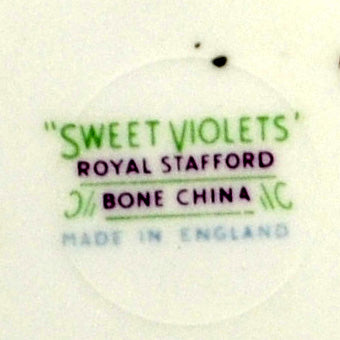 "SWEET VIOLETS'
ROYAL STAFFORD
BONE CHINA
MADE IN ENGLAND